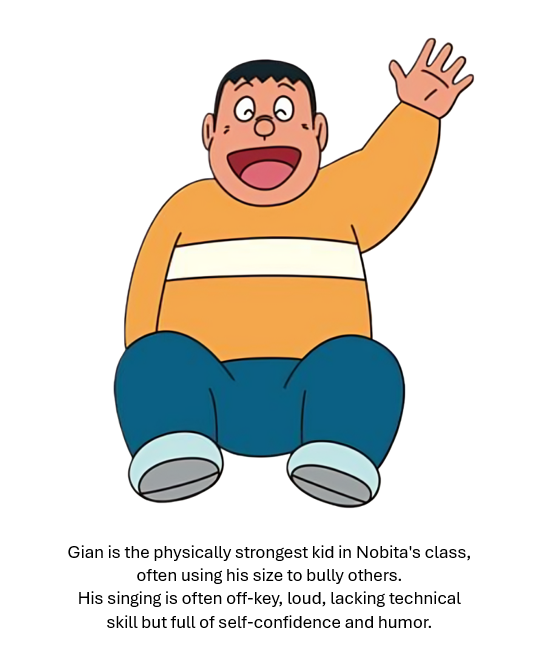 Gian is the physically strongest kid in Nobita's class,
often using his size to bully others.
His singing is often off-key, loud, lacking technical
skill but full of self-confidence and humor.